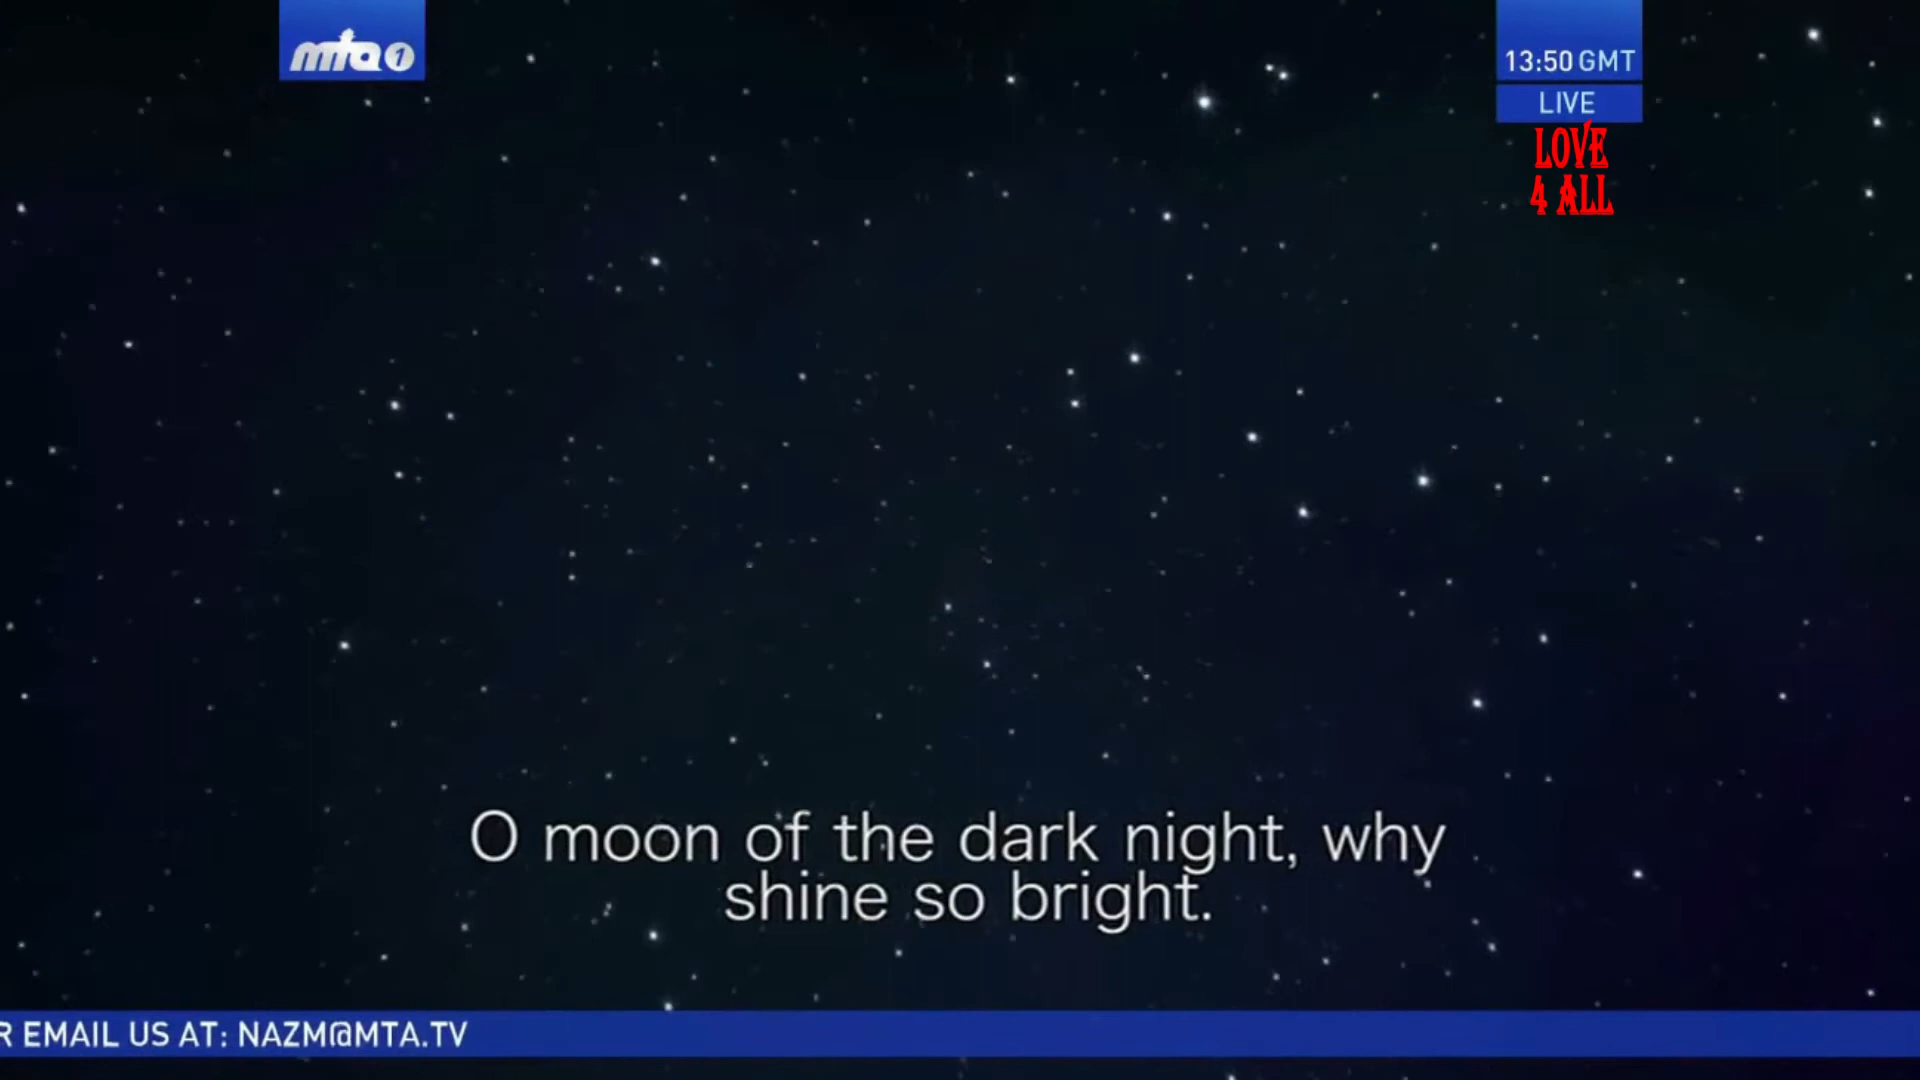 mta1
13:50 GMT
LIVE
LOVE
4 ALL
O moon of the dark night, why
shine so bright.
R EMAIL US AT: NAZM@MTA.TV